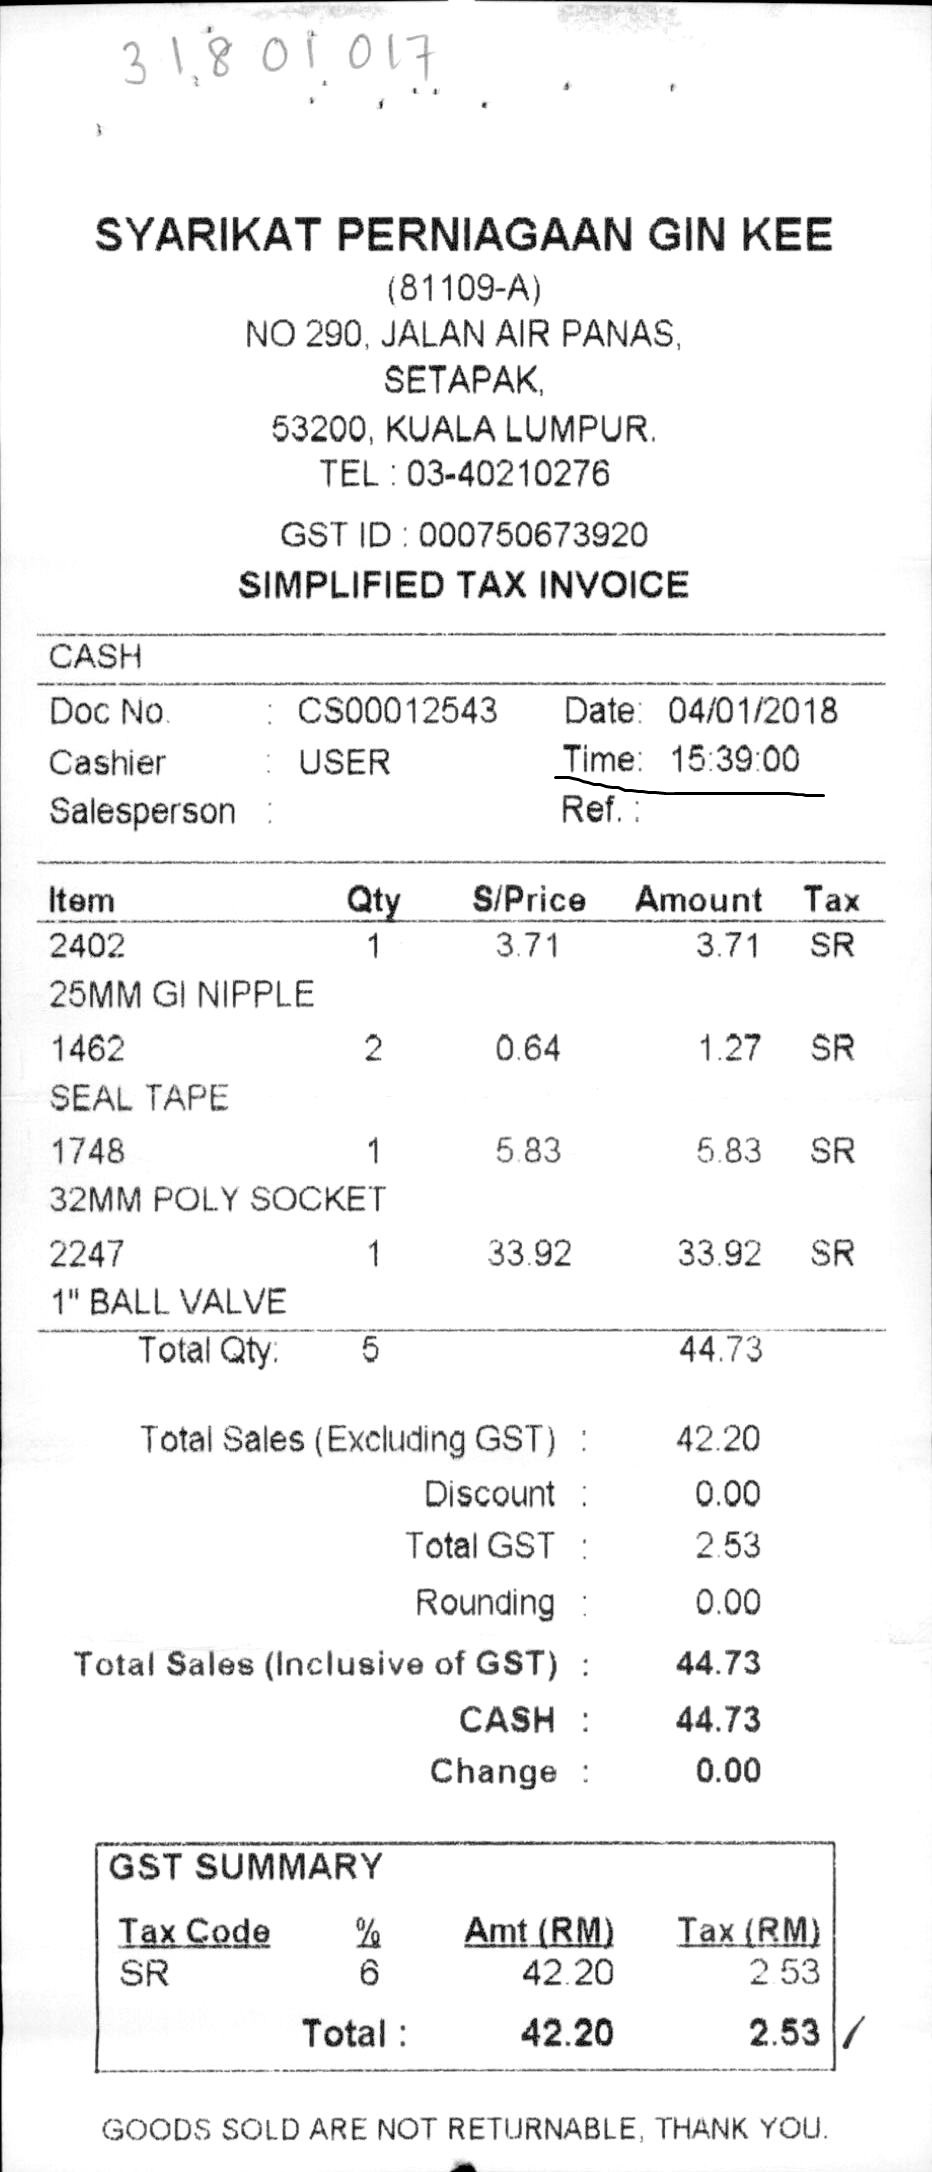 31801017
SYARIKAT PERNIAGAAN GIN KEE
(81109-A)
NO 290, JALAN AIR PANAS,
SETAPAK,
53200, KUALA LUMPUR.
TEL : 03-40210276
GST ID : 000750673920
SIMPLIFIED TAX INVOICE
CASH
Doc No. : CS00012543 Date: 04/01/2018
Cashier : USER Time: 15:39:00
Salesperson : Ref. :
Item Qty S/Price Amount Tax
2402 1 3.71 3.71 SR
25MM GI NIPPLE
1462 2 0.64 1.27 SR
SEAL TAPE
1748 1 5.83 5.83 SR
32MM POLY SOCKET
2247 1 33.92 33.92 SR
1" BALL VALVE
Total Qty: 5 44.73
Total Sales (Excluding GST) : 42.20
Discount : 0.00
Total GST : 2.53
Rounding : 0.00
Total Sales (Inclusive of GST) : 44.73
CASH : 44.73
Change : 0.00
GST SUMMARY
Tax Code % Amt (RM) Tax (RM)
SR 6 42.20 2.53
Total : 42.20 2.53
GOODS SOLD ARE NOT RETURNABLE, THANK YOU.